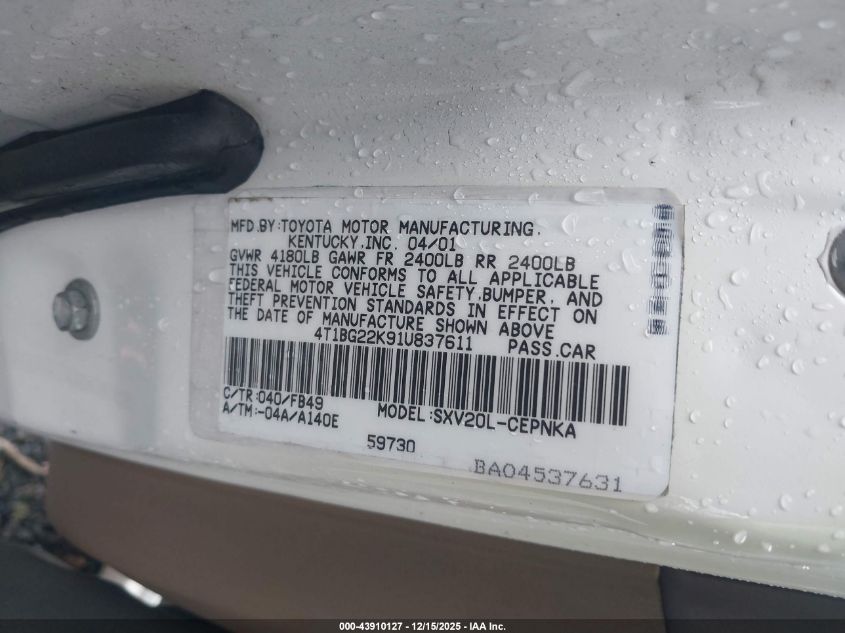 MFD.BY:TOYOTA MOTOR MANUFACTURING,
KENTUCKY,INC. 04/01
GVWR 4180LB GAWR FR 2400LB RR 2400LB
THIS VEHICLE CONFORMS TO ALL APPLICABLE
FEDERAL MOTOR VEHICLE SAFETY,BUMPER, AND
THEFT PREVENTION STANDARDS IN EFFECT ON
THE DATE OF MANUFACTURE SHOWN ABOVE
4T1BG22K91U837611 PASS.CAR
C/TR:040/FB49
A/TM:-04A/A140E MODEL:SXV20L-CEPNKA
59730
BA04537631
000-43910127 - 12/15/2025 - IAA Inc.